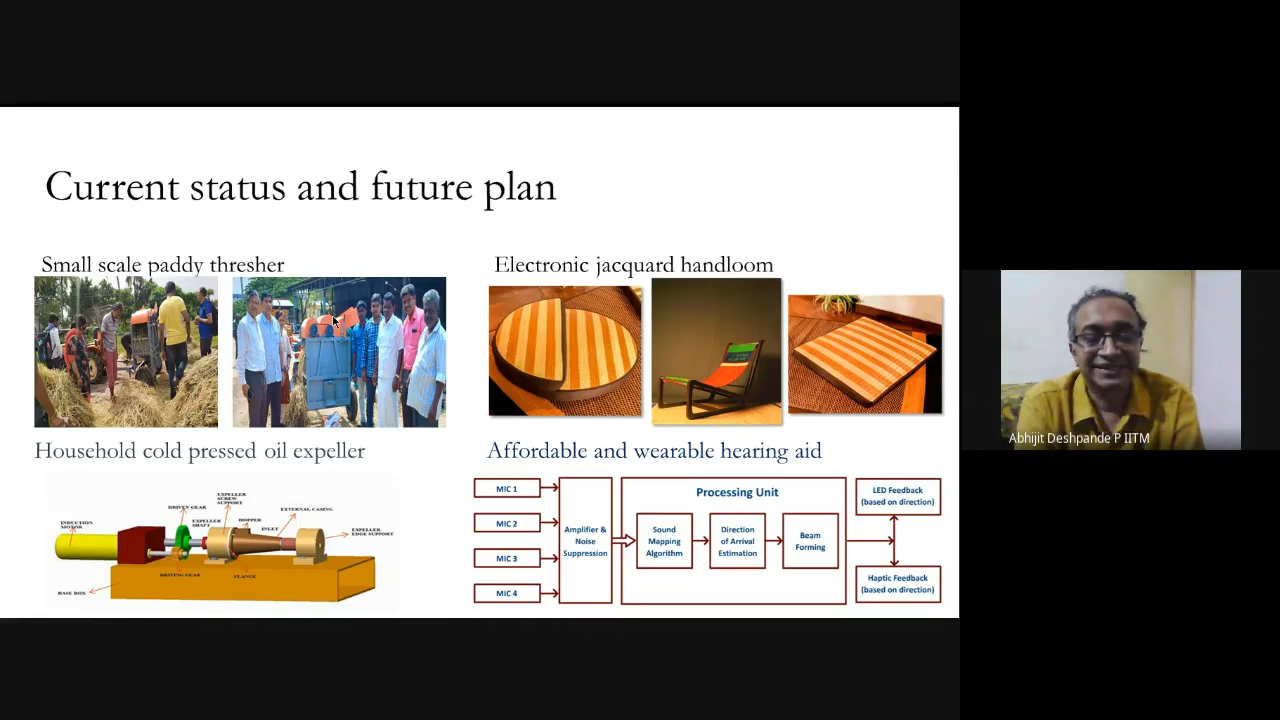 Current status and future plan
Small scale paddy thresher
Electronic jacquard handloom
Household cold pressed oil expeller
INDUCTION
MOTOR
DRIVEN GEAR
EXPELLER
SHAFT
EXPELLER
SCREW
SUPPORT
HOPPER
INLET
EXTERNAL CASING
EXPELLER
EDGE SUPPORT
DRIVING GEAR
FLANGE
BASE BOX
Affordable and wearable hearing aid
MIC 1
MIC 2
MIC 3
MIC 4
Amplifier &
Noise
Suppression
Processing Unit
Sound
Mapping
Algorithm
Direction
of Arrival
Estimation
Beam
Forming
LED Feedback
(based on direction)
Haptic Feedback
(based on direction)
Abhijit Deshpande P IITM